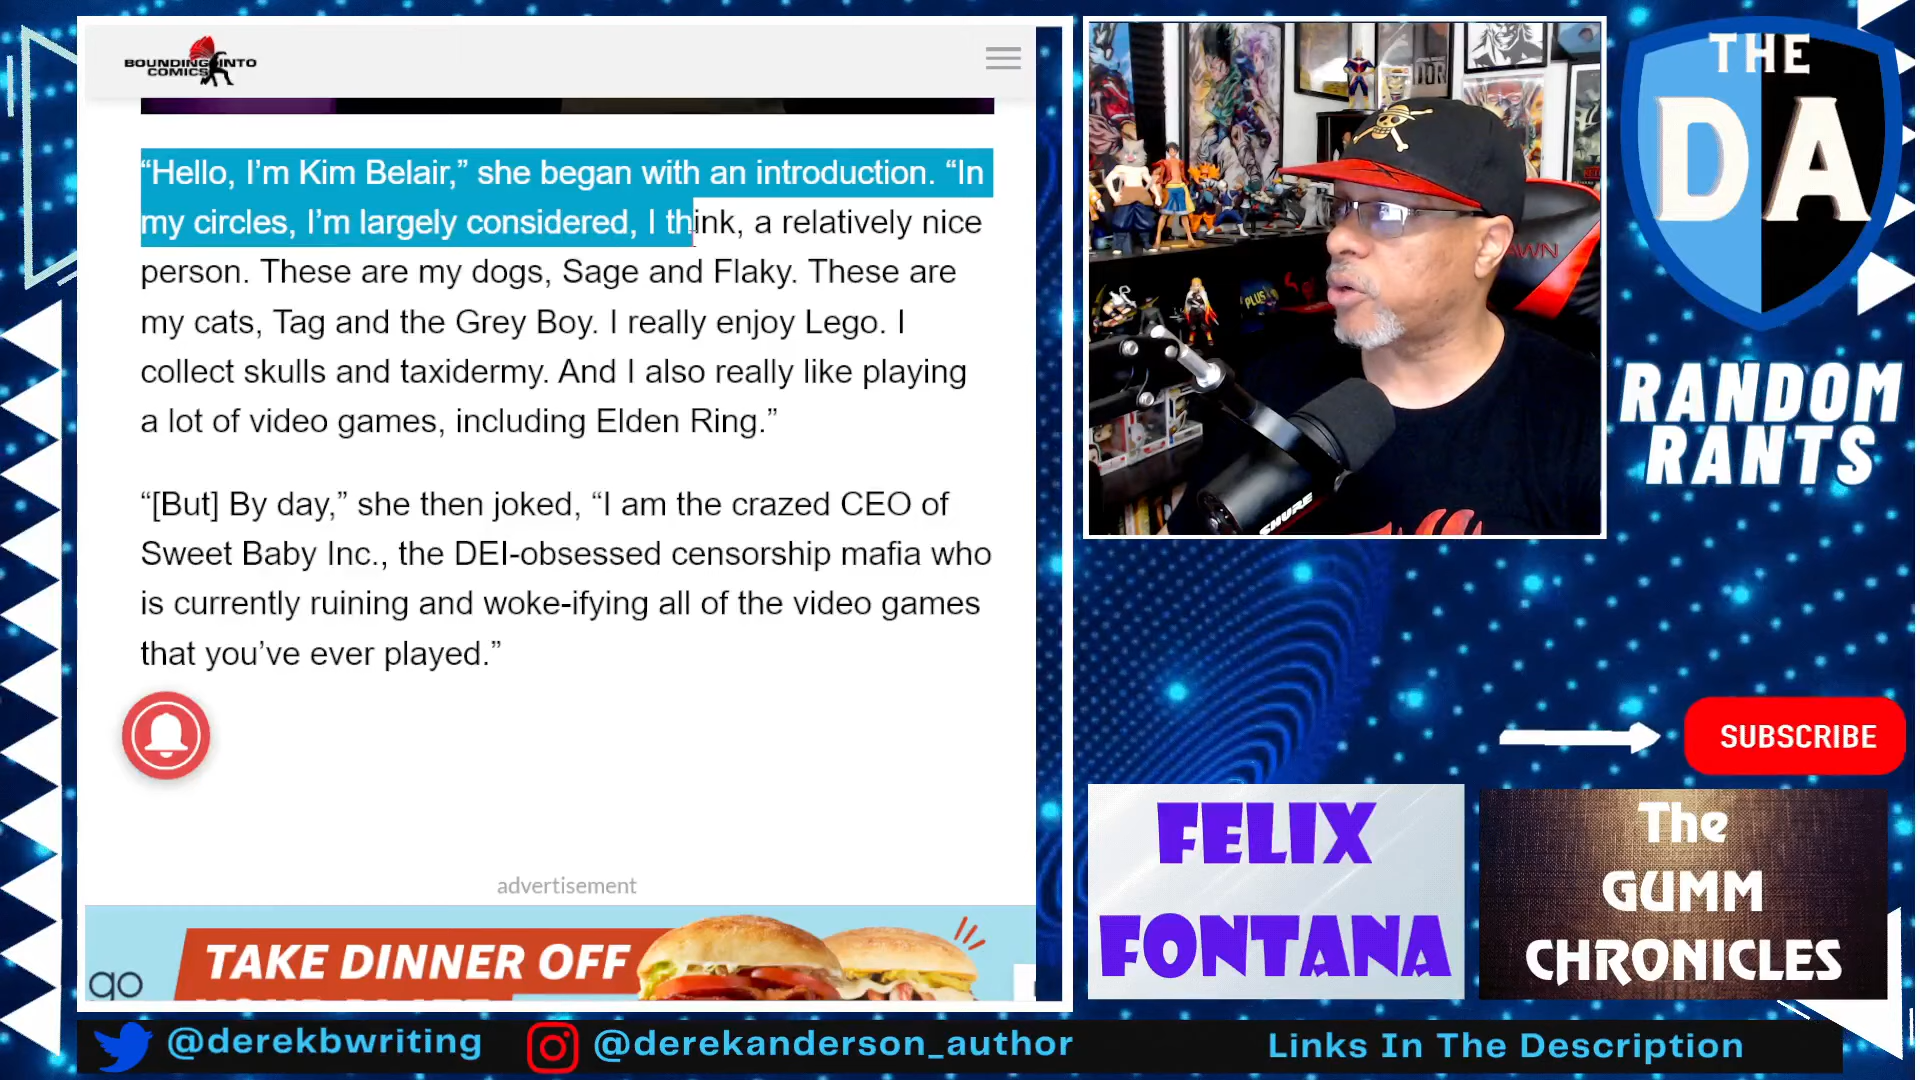 BOUNDING INTO
COMICS
“Hello, I’m Kim Belair,” she began with an introduction. “In
my circles, I’m largely considered, I think, a relatively nice
person. These are my dogs, Sage and Flaky. These are
my cats, Tag and the Grey Boy. I really enjoy Lego. I
collect skulls and taxidermy. And I also really like playing
a lot of video games, including Elden Ring.”
“[But] By day,” she then joked, “I am the crazed CEO of
Sweet Baby Inc., the DEI-obsessed censorship mafia who
is currently ruining and woke-ifying all of the video games
that you’ve ever played.”
advertisement
TAKE DINNER OFF
go
SHURE
THE
DA
RANDOM
RANTS
SUBSCRIBE
FELIX
FONTANA
The
GUMM
CHRONICLES
@derekbwriting
@derekanderson_author
Links In The Description